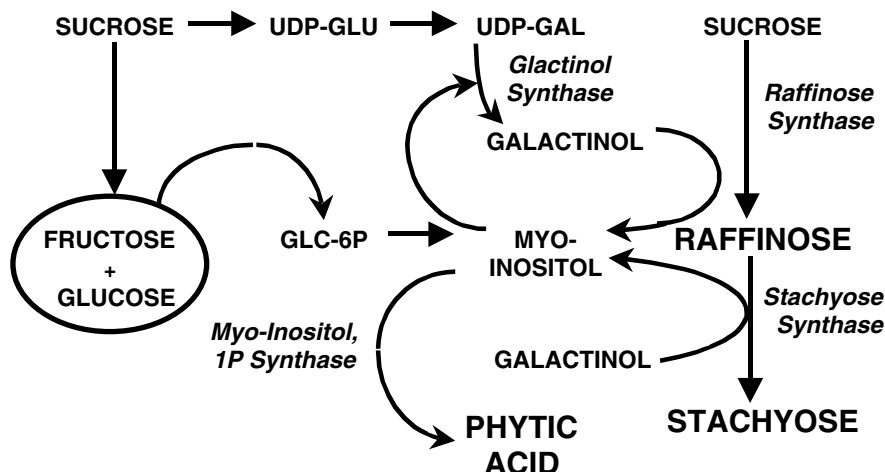 SUCROSE
UDP-GLU
UDP-GAL
SUCROSE
Glactinol
Synthase
Raffinose
Synthase
GALACTINOL
FRUCTOSE
+
GLUCOSE
GLC-6P
MYO-
INOSITOL
RAFFINOSE
Myo-Inositol,
1P Synthase
Stachyose
Synthase
GALACTINOL
PHYTIC
ACID
STACHYOSE